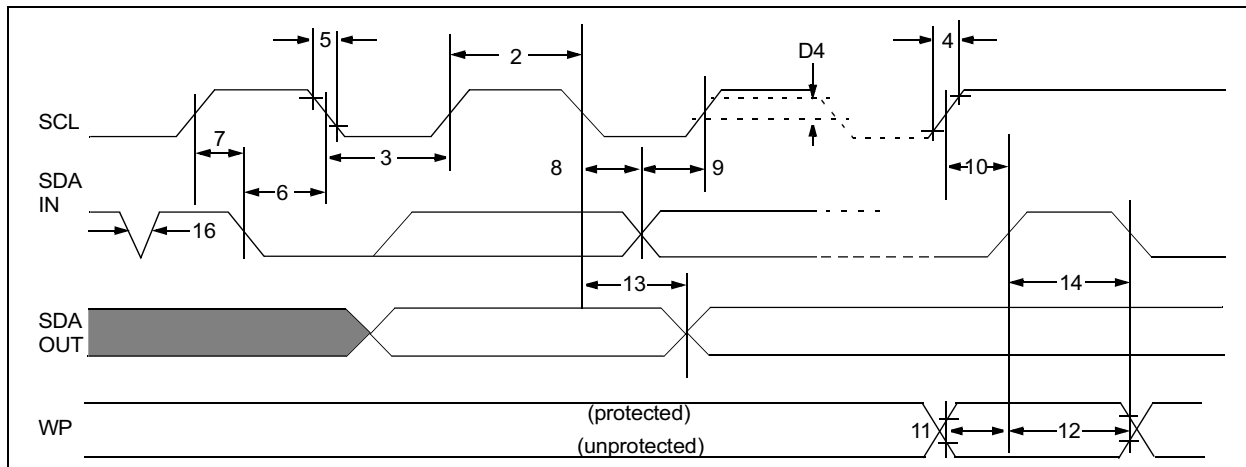 5
2
D4
4
SCL
7
3
8
9
10
SDA
IN
6
16
13
14
SDA
OUT
WP
(protected)
(unprotected)
11
12